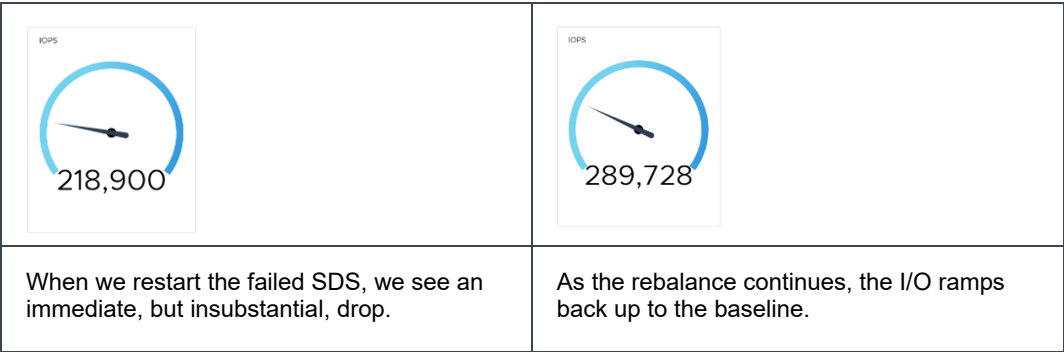 IOPS
218,900
IOPS
289,728
When we restart the failed SDS, we see an
immediate, but insubstantial, drop.
As the rebalance continues, the I/O ramps
back up to the baseline.